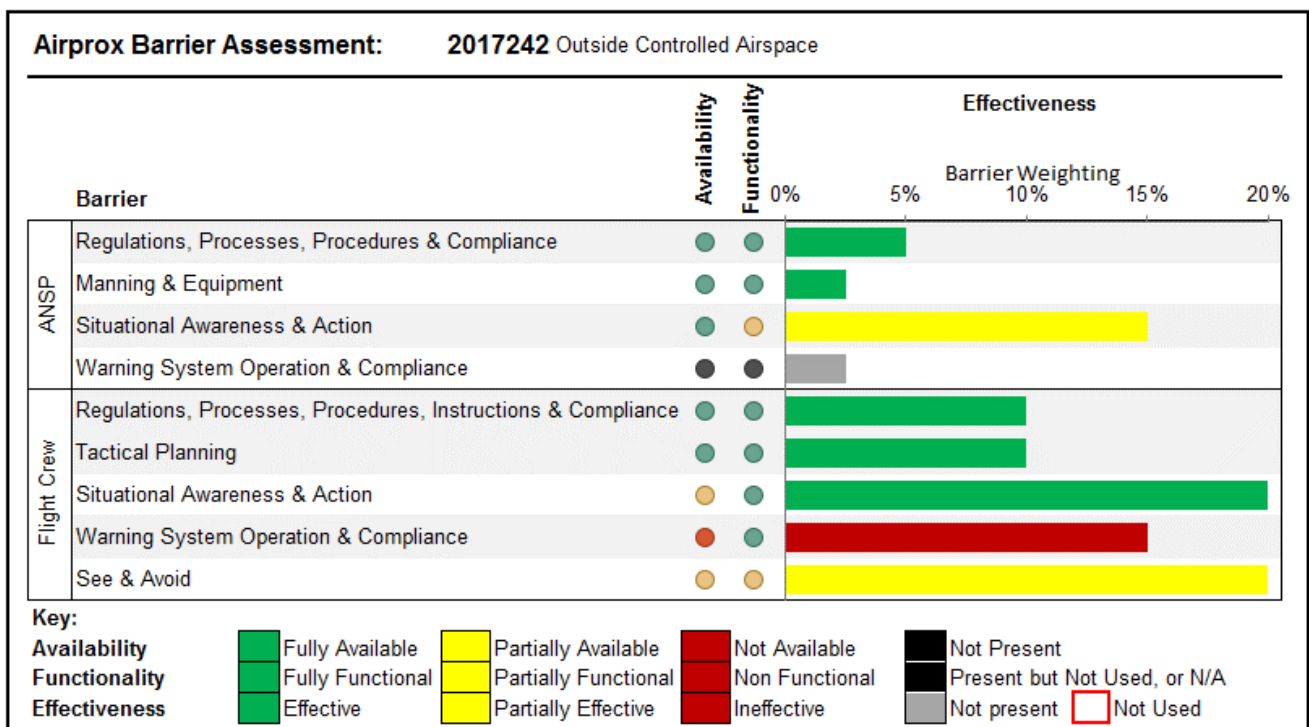 Airprox Barrier Assessment: 2017242 Outside Controlled Airspace
Availability
Functionality
Effectiveness
Barrier Weighting
Barrier
0% 5% 10% 15% 20%
ANSP
Regulations, Processes, Procedures & Compliance
Manning & Equipment
Situational Awareness & Action
Warning System Operation & Compliance
Flight Crew
Regulations, Processes, Procedures, Instructions & Compliance
Tactical Planning
Situational Awareness & Action
Warning System Operation & Compliance
See & Avoid
Key:
Availability Fully Available Partially Available Not Available Not Present
Functionality Fully Functional Partially Functional Non Functional Present but Not Used, or N/A
Effectiveness Effective Partially Effective Ineffective Not present Not Used